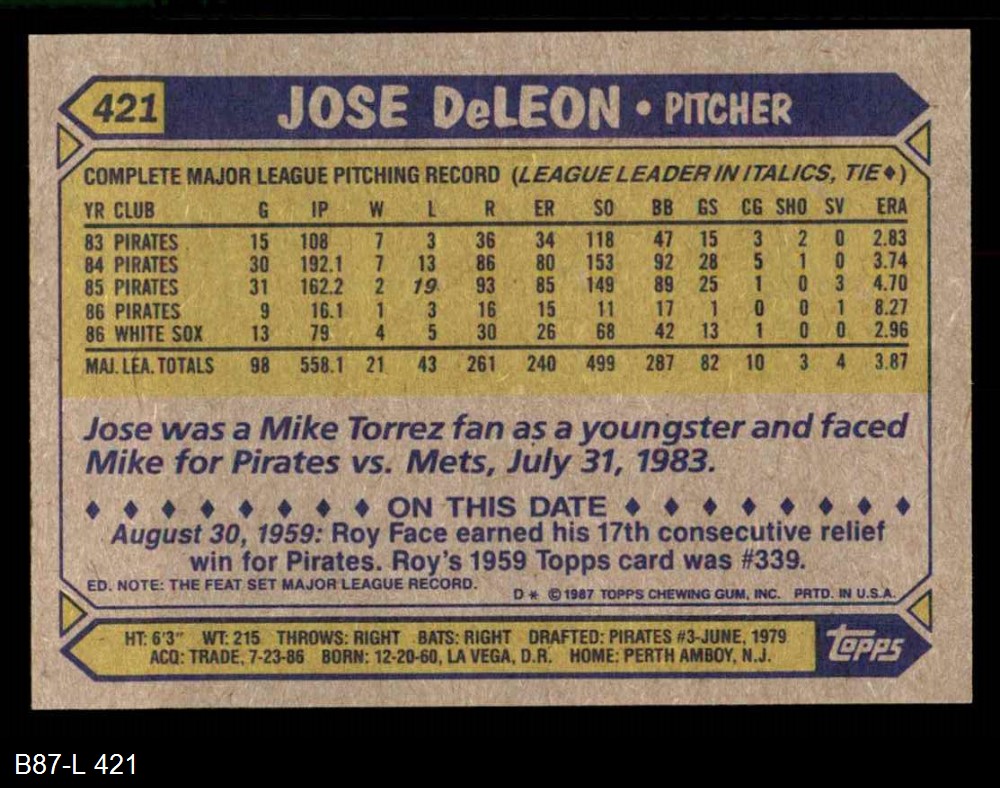 421 JOSE DeLEON • PITCHER
COMPLETE MAJOR LEAGUE PITCHING RECORD (LEAGUE LEADER IN ITALICS, TIE♦)
YR CLUB G IP W L R ER SO BB GS CG SHO SV ERA
83 PIRATES 15 108 7 3 36 34 118 47 15 3 2 0 2.83
84 PIRATES 30 192.1 7 13 86 80 153 92 28 5 1 0 3.74
85 PIRATES 31 162.2 2 19 93 85 149 89 25 1 0 3 4.70
86 PIRATES 9 16.1 1 3 16 15 11 17 1 0 0 1 8.27
86 WHITE SOX 13 79 4 5 30 26 68 42 13 1 0 0 2.96
MAJ. LEA. TOTALS 98 558.1 21 43 261 240 499 287 82 10 3 4 3.87
Jose was a Mike Torrez fan as a youngster and faced
Mike for Pirates vs. Mets, July 31, 1983.
♦ ♦ ♦ ♦ ♦ ♦ ♦ ♦ ON THIS DATE ♦ ♦ ♦ ♦ ♦ ♦ ♦ ♦
August 30, 1959: Roy Face earned his 17th consecutive relief
win for Pirates. Roy's 1959 Topps card was #339.
ED. NOTE: THE FEAT SET MAJOR LEAGUE RECORD.
D* ©1987 TOPPS CHEWING GUM, INC. PRTD. IN U.S.A.
HT: 6'3" WT: 215 THROWS: RIGHT BATS: RIGHT DRAFTED: PIRATES #3-JUNE, 1979
ACQ: TRADE, 7-23-86 BORN: 12-20-60, LA VEGA, D.R. HOME: PERTH AMBOY, N.J.
topps
B87-L 421